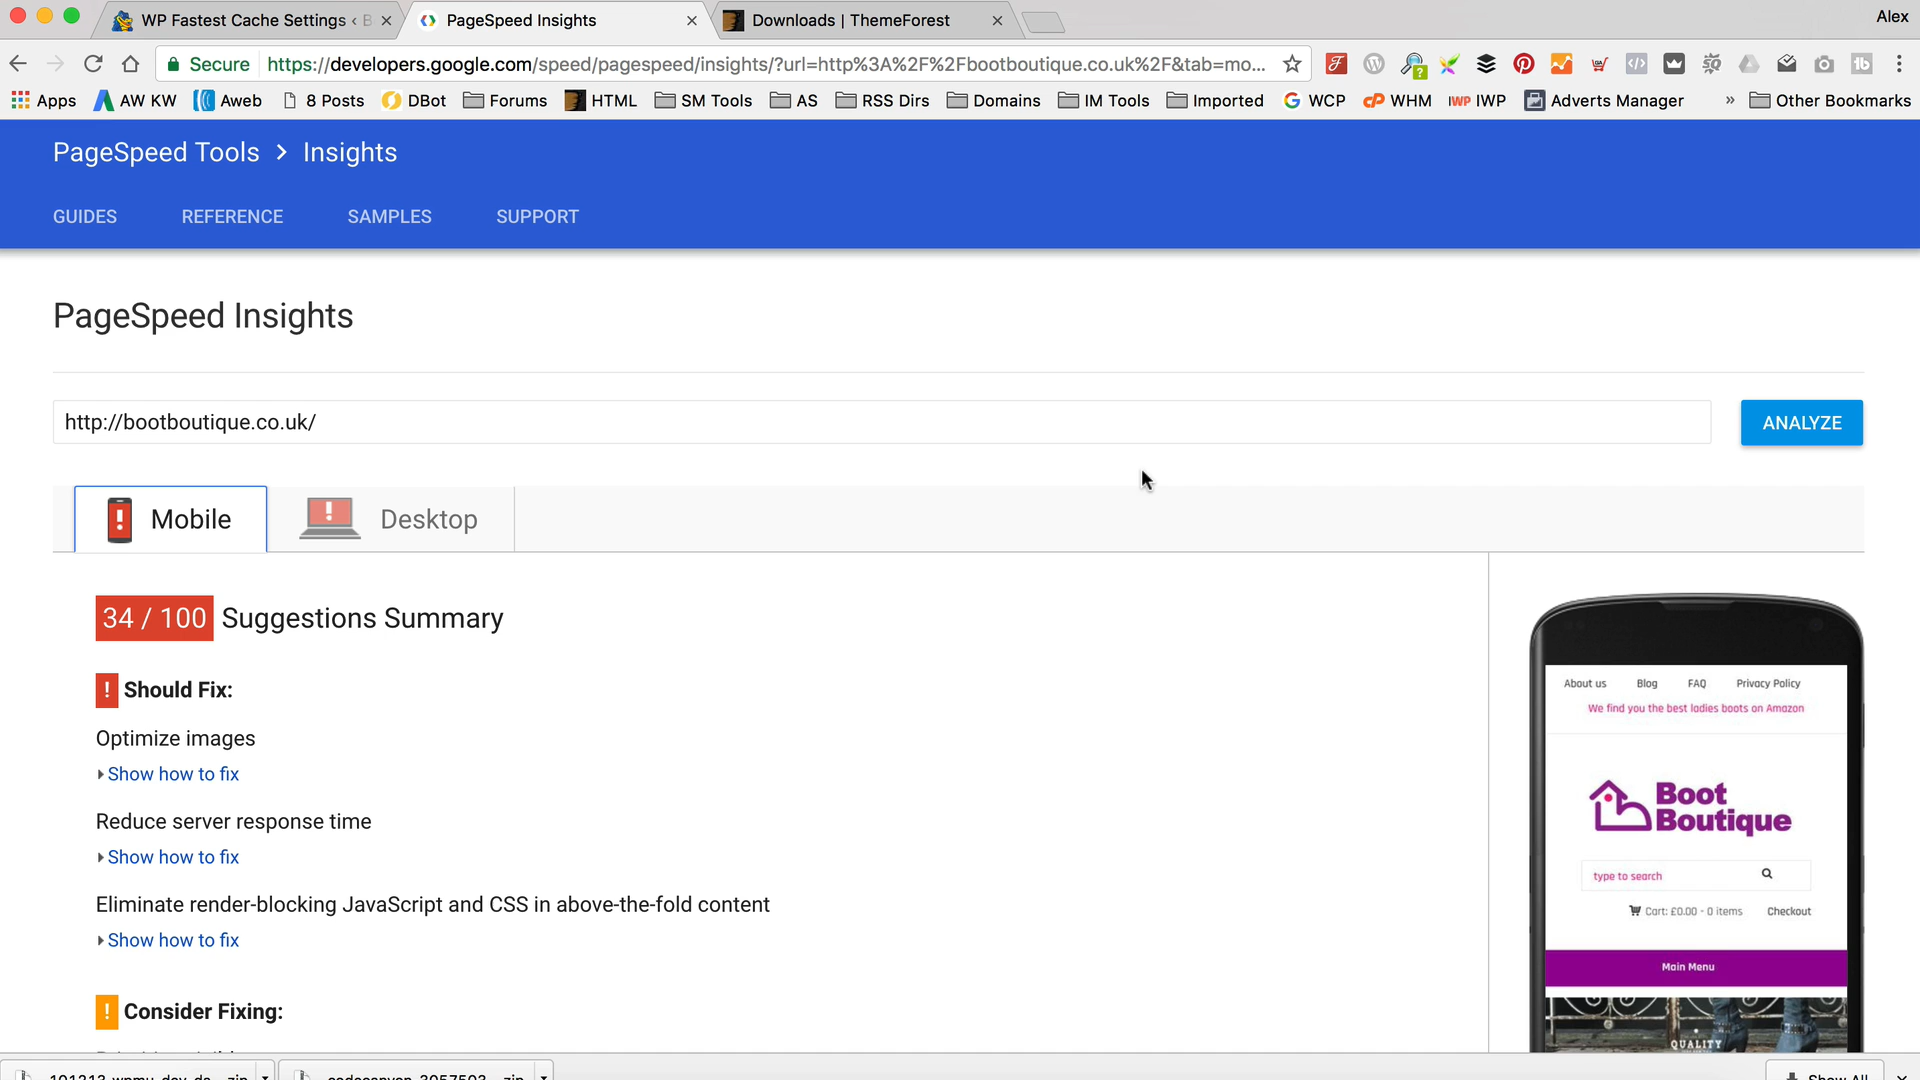 WP Fastest Cache Settings ‹ B
PageSpeed Insights
Downloads | ThemeForest
Alex
Secure
https://developers.google.com/speed/pagespeed/insights/?url=http%3A%2F%2Fbootboutique.co.uk%2F&tab=mo...
Apps
AW KW
Aweb
8 Posts
DBot
Forums
HTML
SM Tools
AS
RSS Dirs
Domains
IM Tools
Imported
WCP
WHM
IWP IWP
Adverts Manager
»
Other Bookmarks
PageSpeed Tools > Insights
GUIDES
REFERENCE
SAMPLES
SUPPORT
PageSpeed Insights
http://bootboutique.co.uk/
ANALYZE
Mobile
Desktop
34 / 100 Suggestions Summary
! Should Fix:
Optimize images
Show how to fix
Reduce server response time
Show how to fix
Eliminate render-blocking JavaScript and CSS in above-the-fold content
Show how to fix
! Consider Fixing:
About us
Blog
FAQ
Privacy Policy
We find you the best ladies boots on Amazon
Boot
Boutique
type to search
Cart: £0.00 - 0 items
Checkout
Main Menu
QUALITY
Show All